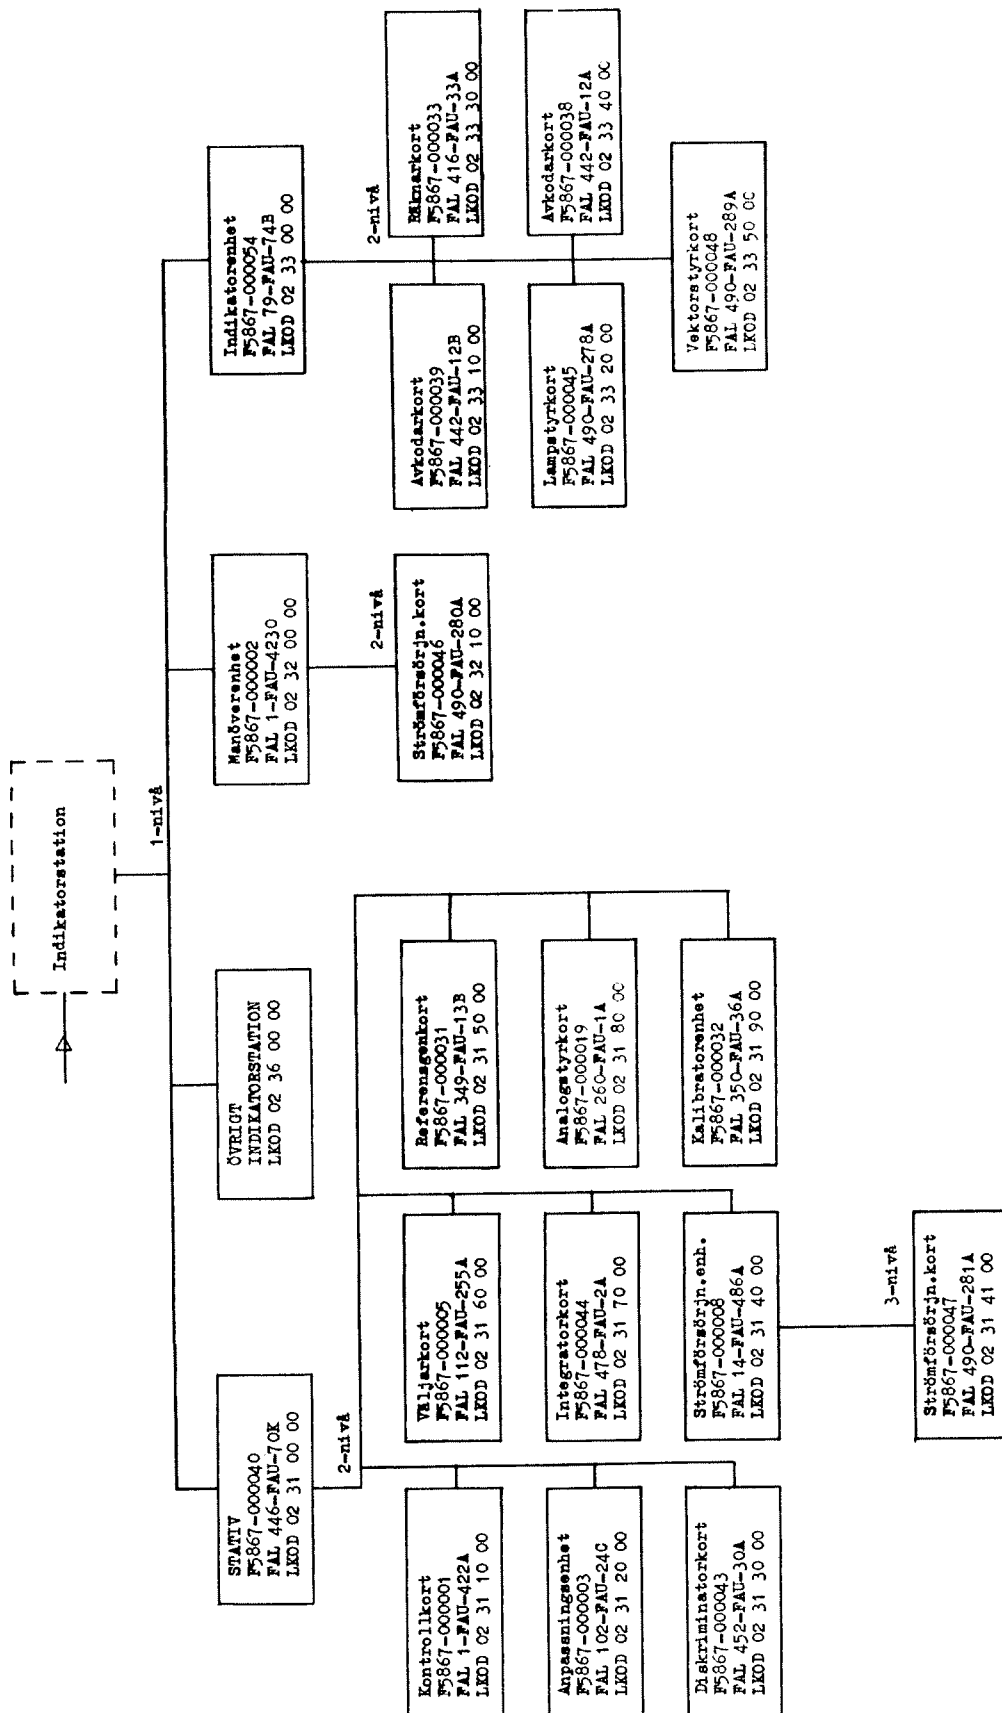 Indikatorstation
1-nivå
STATIV
F5867-000040
FAL 446-FAU-70K
LKOD 02 31 00 00
ÖVRIGT
INDIKATORSTATION
LKOD 02 36 00 00
Manöverenhet
F5867-000002
FAL 1-FAU-4230
LKOD 02 32 00 00
Indikatorenhet
F5867-000054
FAL 79-FAU-74B
LKOD 02 33 00 00
2-nivå
2-nivå
2-nivå
Kontrollkort
F5867-000001
FAL 1-FAU-422A
LKOD 02 31 10 00
Väljarkort
F5867-000005
FAL 112-FAU-255A
LKOD 02 31 60 00
Referensgenkort
F5867-000031
FAL 349-FAU-13B
LKOD 02 31 50 00
Strömförsörjn.kort
F5867-000046
FAL 490-FAU-280A
LKOD 02 32 10 00
Avkodarkort
F5867-000039
FAL 442-FAU-12B
LKOD 02 33 10 00
Räknarkort
F5867-000033
FAL 416-FAU-33A
LKOD 02 33 30 00
Anpassningsenhet
F5867-000003
FAL 102-FAU-24C
LKOD 02 31 20 00
Integratorkort
F5867-000044
FAL 478-FAU-2A
LKOD 02 31 70 00
Analogstyrkort
F5867-000019
FAL 260-FAU-1A
LKOD 02 31 80 00
Lampstyrkort
F5867-000045
FAL 490-FAU-278A
LKOD 02 33 20 00
Avkodarkort
F5867-000038
FAL 442-FAU-12A
LKOD 02 33 40 00
Diskriminatorkort
F5867-000043
FAL 452-FAU-30A
LKOD 02 31 30 00
Strömförsörjn.enh.
F5867-000008
FAL 14-FAU-486A
LKOD 02 31 40 00
Kalibratorenhet
F5867-000032
FAL 350-FAU-36A
LKOD 02 31 90 00
Vektorstyrkort
F5867-000048
FAL 490-FAU-289A
LKOD 02 33 50 00
3-nivå
Strömförsörjn.kort
F5867-000047
FAL 490-FAU-281A
LKOD 02 31 41 00